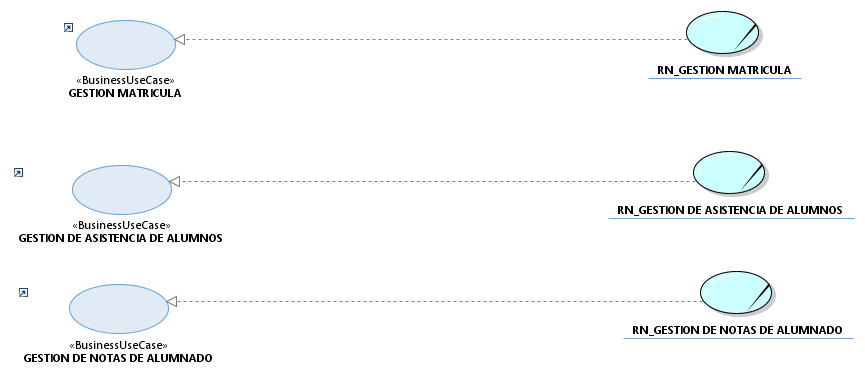 «BusinessUseCase»
GESTION MATRICULA
RN_GESTION MATRICULA
«BusinessUseCase»
GESTION DE ASISTENCIA DE ALUMNOS
RN_GESTION DE ASISTENCIA DE ALUMNOS
«BusinessUseCase»
GESTION DE NOTAS DE ALUMNADO
RN_GESTION DE NOTAS DE ALUMNADO